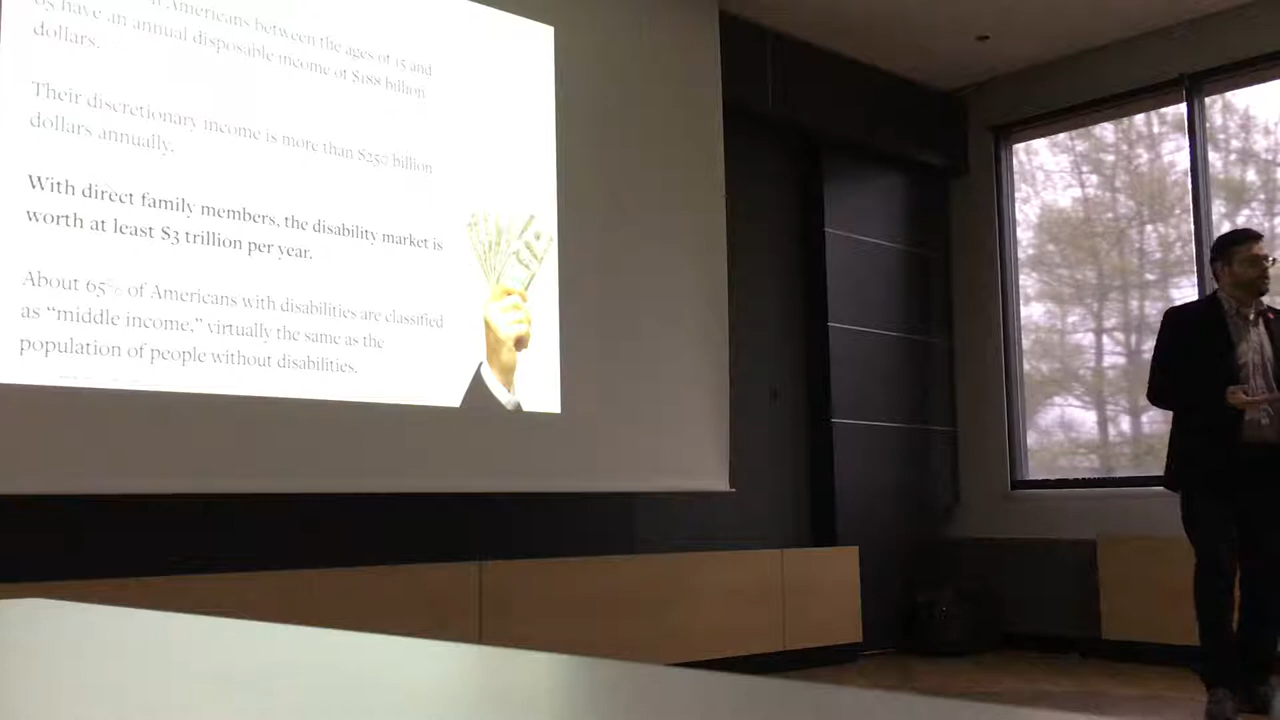 Americans between the ages of 15 and
65 have an annual disposable income of $188 billion
dollars.
Their discretionary income is more than $250 billion
dollars annually.
With direct family members, the disability market is
worth at least $3 trillion per year.
About 65% of Americans with disabilities are classified
as “middle income,” virtually the same as the
population of people without disabilities.